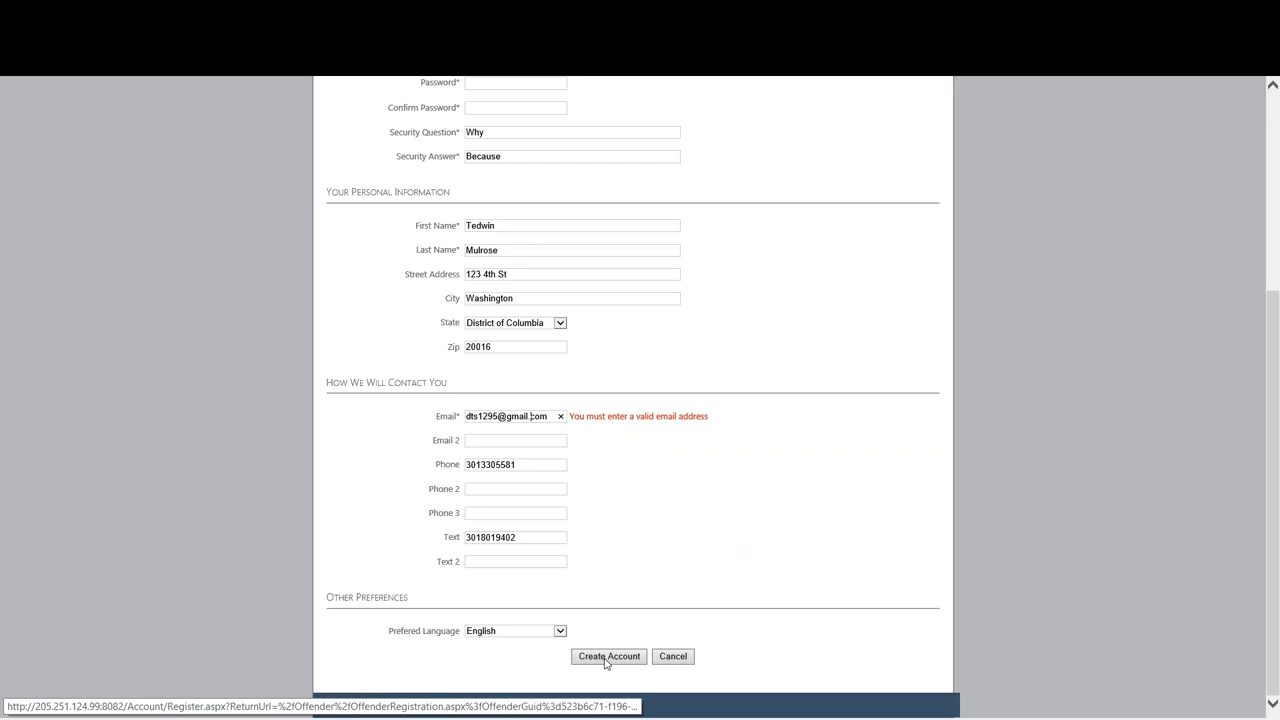 Password*
Confirm Password*
Security Question* Why
Security Answer* Because
YOUR PERSONAL INFORMATION
First Name* Tedwin
Last Name* Mulrose
Street Address 123 4th St
City Washington
State District of Columbia
Zip 20016
HOW WE WILL CONTACT YOU
Email* dts1295@gmail.com × You must enter a valid email address
Email 2
Phone 3013305581
Phone 2
Phone 3
Text 3018019402
Text 2
OTHER PREFERENCES
Prefered Language English
Create Account Cancel
http://205.251.124.99:8082/Account/Register.aspx?ReturnUrl=%2fOffender%2fOffenderRegistration.aspx%3fOffenderGuid%3d523b6c71-f196-...